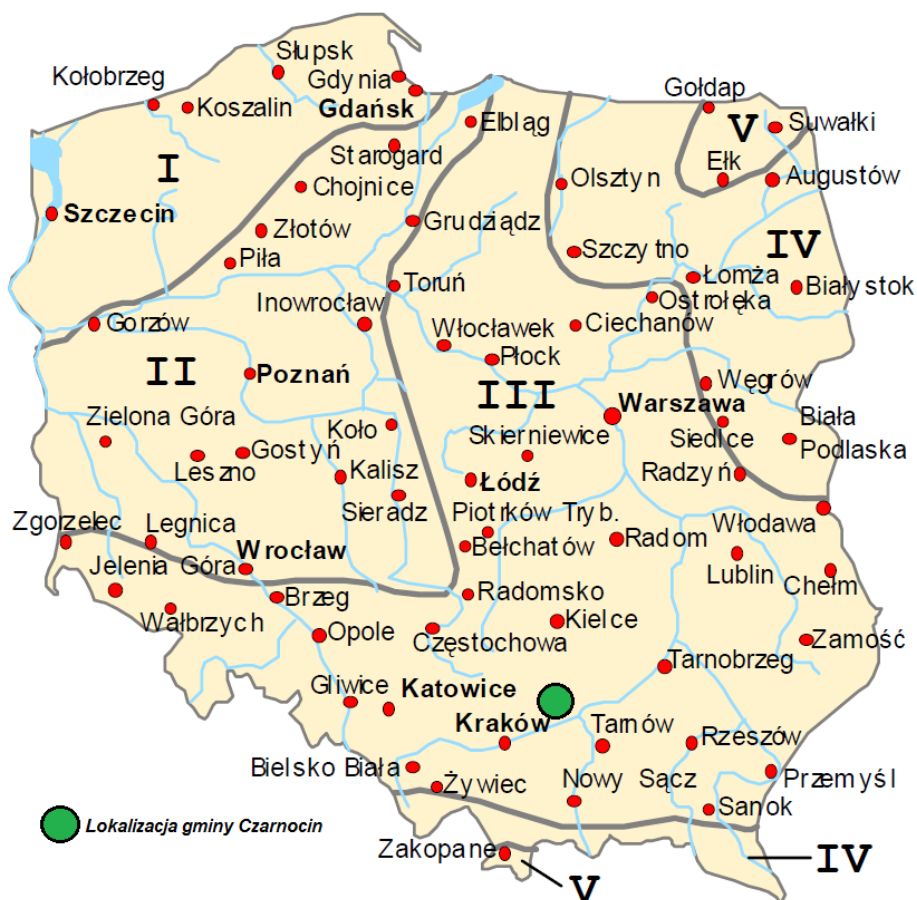 Słupsk
Kołobrzeg
Gdynia
Gołdap
Koszalin
Gdańsk
Elbląg
V
Suwałki
I
Starogard
Ełk
Chojnice
Olsztyn
Augustów
Szczecin
Grudziądz
Złotów
IV
Piła
Szczytno
Łomża
Toruń
Białystok
Inowrocław
Ostrołęka
Gorzów
Włocławek
Ciechanów
Płock
II
Poznań
III
Węgrów
Warszawa
Zielona Góra
Koło
Skierniewice
Siedlce
Biała
Podlaska
Gostyń
Leszno
Kalisz
Łódź
Radzyń
Sieradz
Piotrków Tryb.
Zgorzelec
Legnica
Włodawa
Wrocław
Bełchatów
Radom
Jelenia Góra
Lublin
Chełm
Brzeg
Radomsko
Wałbrzych
Kielce
Opole
Częstochowa
Zamość
Tarnobrzeg
Gliwice
Katowice
Kraków
Tarnów
Rzeszów
Bielsko Biała
Żywiec
Nowy Sącz
Przemyśl
Sanok
Lokalizacja gminy Czarnocin
Zakopane
V
IV